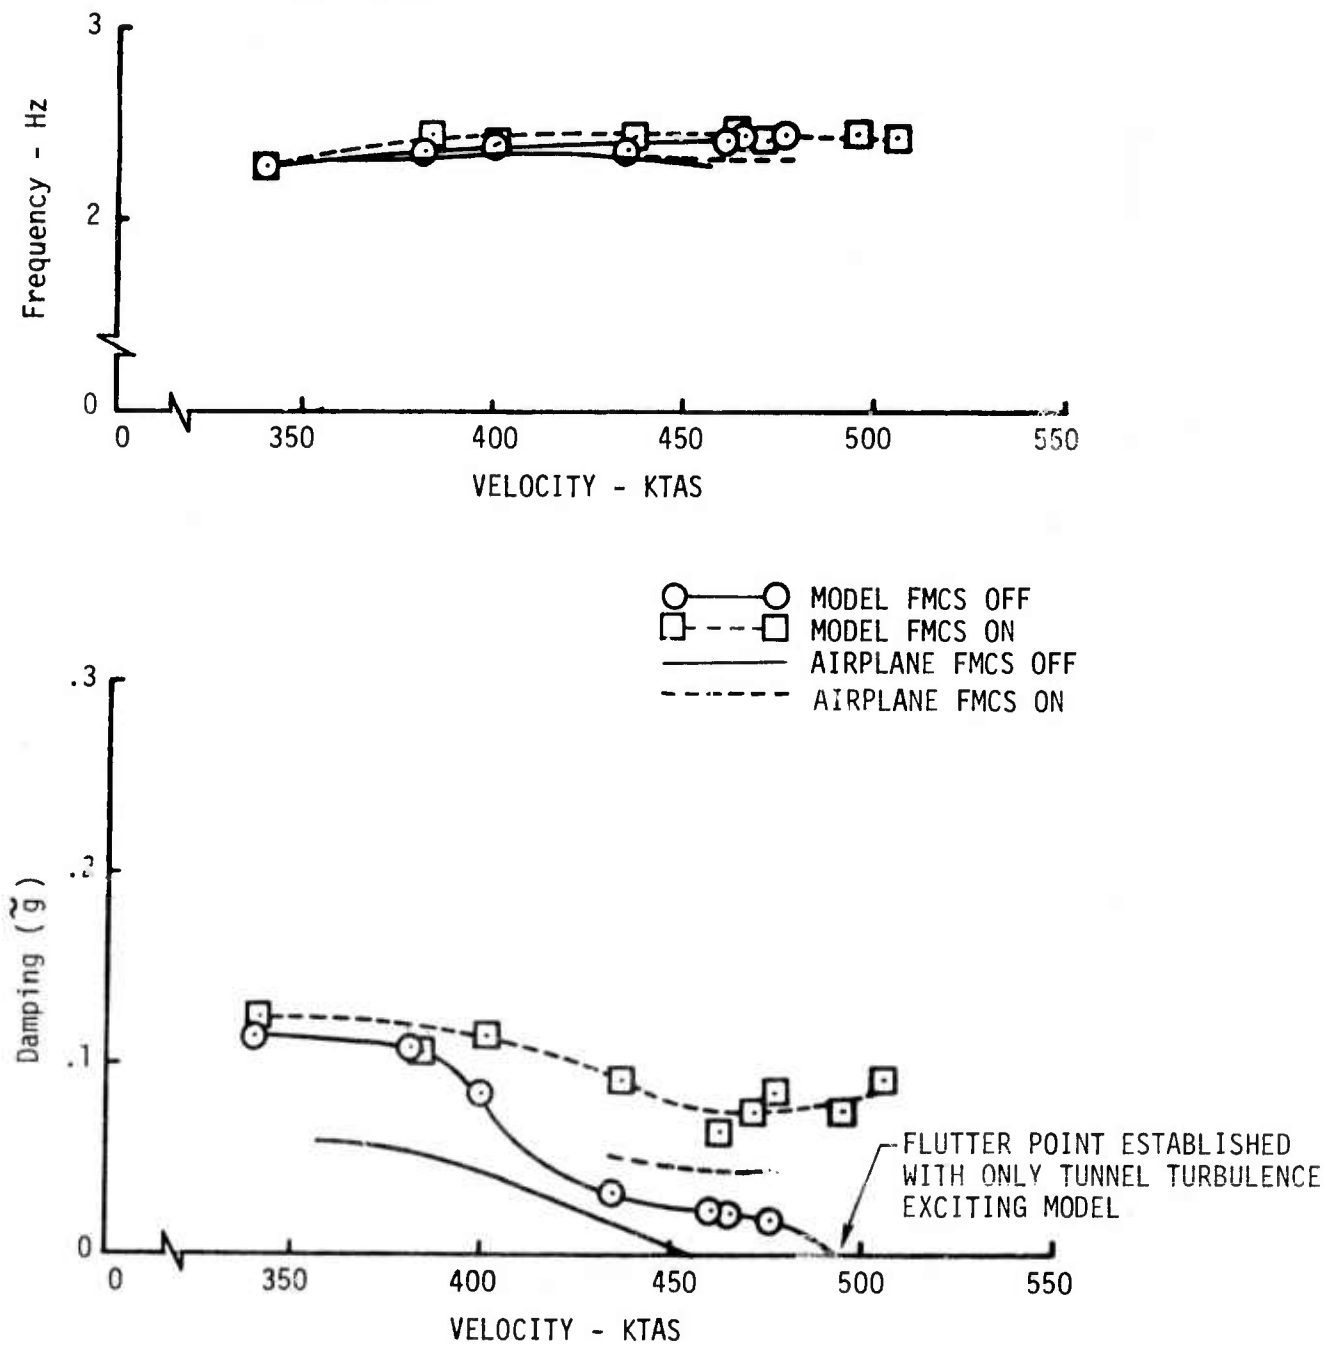 3
2
0
Frequency - Hz
0 350 400 450 500 550
VELOCITY - KTAS
MODEL FMCS OFF
MODEL FMCS ON
AIRPLANE FMCS OFF
AIRPLANE FMCS ON
.3
.2
.1
0
Damping (g̃)
FLUTTER POINT ESTABLISHED
WITH ONLY TUNNEL TURBULENCE
EXCITING MODEL
0 350 400 450 500 550
VELOCITY - KTAS